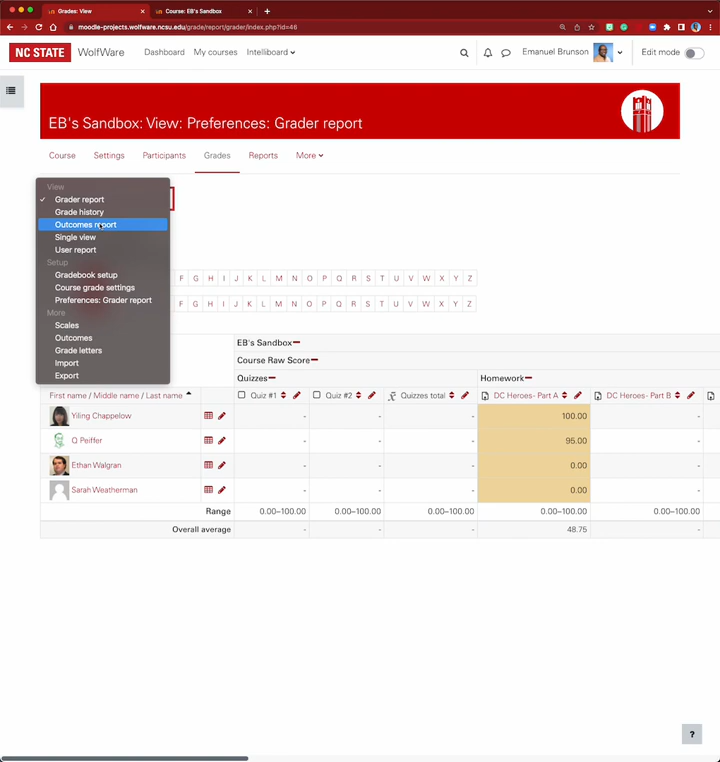 Grades: View
Course: EB's Sandbox
moodle-projects.wolfware.ncsu.edu/grade/report/grader/index.php?id=46
NC STATE WolfWare Dashboard My courses Intelliboard Emanuel Brunson Edit mode
EB's Sandbox: View: Preferences: Grader report
Course Settings Participants Grades Reports More
View
✓ Grader report
Grade history
Outcomes report
Single view
User report
Setup
Gradebook setup
Course grade settings
Preferences: Grader report
More
Scales
Outcomes
Grade letters
Import
Export
F G H I J K L M N O P Q R S T U V W X Y Z
F G H I J K L M N O P Q R S T U V W X Y Z
EB's Sandbox
Course Raw Score
Quizzes Homework
First name / Middle name / Last name Quiz #1 Quiz #2 Quizzes total DC Heroes- Part A DC Heroes- Part B
Yiling Chappelow - - - 100.00 -
Q Peiffer - - - 95.00 -
Ethan Walgran - - - 0.00 -
Sarah Weatherman - - - 0.00 -
Range 0.00–100.00 0.00–100.00 0.00–100.00 0.00–100.00 0.00–100.00
Overall average - - - 48.75 -
?